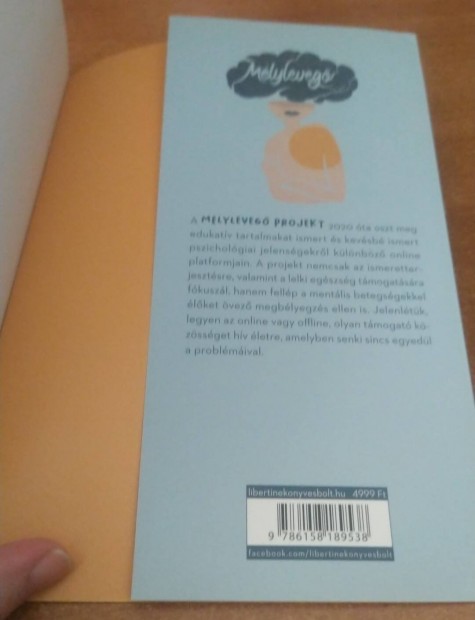 Mélylevegő
A MÉLYLEVEGŐ PROJEKT 2020 óta oszt meg
edukatív tartalmakat ismert és kevésbé ismert
pszichológiai jelenségekről különböző online
platformjain. A projekt nemcsak az ismeretter-
jesztésre, valamint a lelki egészség támogatására
fókuszál, hanem fellép a mentális betegségekkel
élőket övező megbélyegzés ellen is. Jelenlétük,
legyen az online vagy offline, olyan támogató kö-
zösséget hív életre, amelyben senki sincs egyedül
a problémáival.
libertinekonyvesbolt.hu 4999 Ft
9 786158 189538
facebook.com/libertinekonyvesbolt